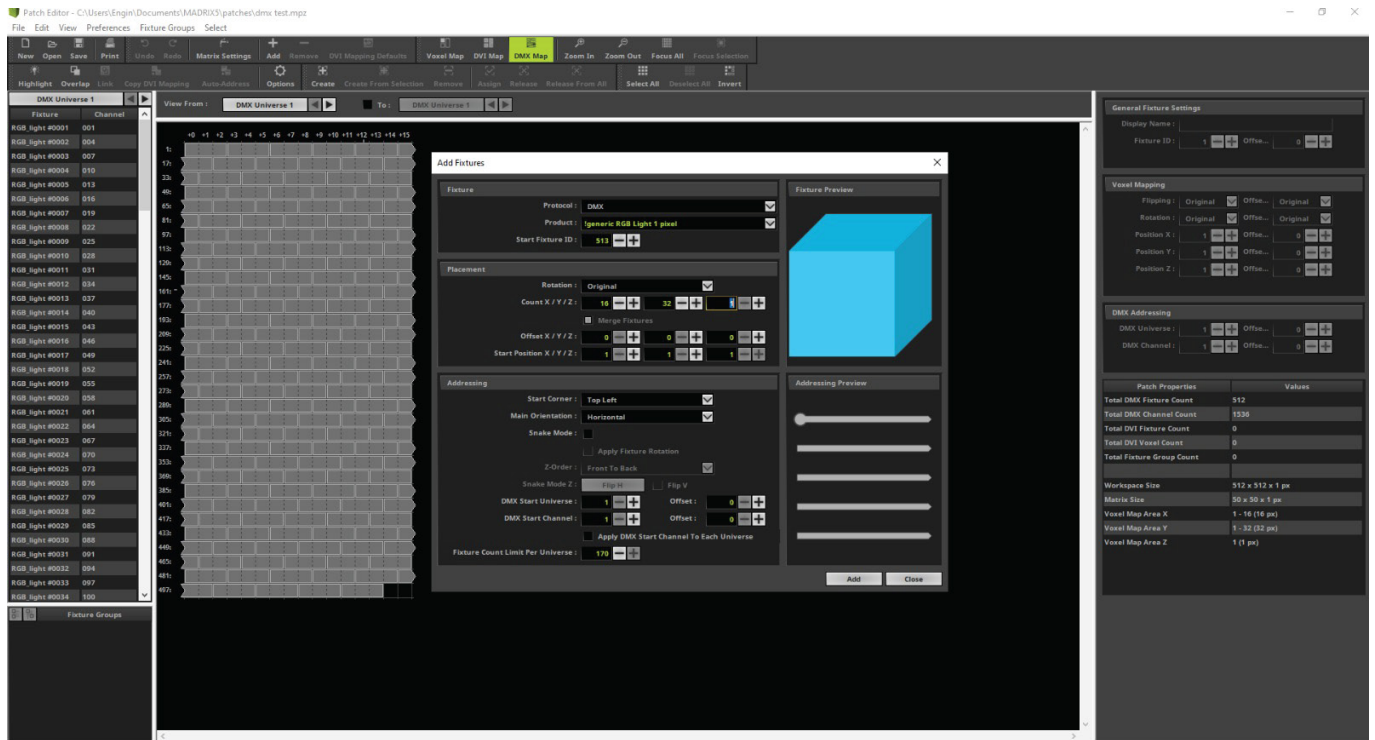 Patch Editor - C:\Users\Engin\Documents\MADRIX5\patches\dmx test.mpz
File Edit View Preferences Fixture Groups Select
New Open Save Print Undo Redo Matrix Settings Add Remove DVI Mapping Defaults Voxel Map DVI Map DMX Map Zoom In Zoom Out Focus All Focus Selection
Highlight Overlap Link Copy DVI Mapping Auto-Address Options Create Create From Selection Remove Assign Release Release From All Select All Deselect All Invert
DMX Universe 1
Fixture Channel
RGB_light #0001 001
RGB_light #0002 004
RGB_light #0003 007
RGB_light #0004 010
RGB_light #0005 013
RGB_light #0006 016
RGB_light #0007 019
RGB_light #0008 022
RGB_light #0009 025
RGB_light #0010 028
RGB_light #0011 031
RGB_light #0012 034
RGB_light #0013 037
RGB_light #0014 040
RGB_light #0015 043
RGB_light #0016 046
RGB_light #0017 049
RGB_light #0018 052
RGB_light #0019 055
RGB_light #0020 058
RGB_light #0021 061
RGB_light #0022 064
RGB_light #0023 067
RGB_light #0024 070
RGB_light #0025 073
RGB_light #0026 076
RGB_light #0027 079
RGB_light #0028 082
RGB_light #0029 085
RGB_light #0030 088
RGB_light #0031 091
RGB_light #0032 094
RGB_light #0033 097
RGB_light #0034 100
Fixture Groups
View From : DMX Universe 1 To : DMX Universe 1
+0 +1 +2 +3 +4 +5 +6 +7 +8 +9 +10 +11 +12 +13 +14 +15
1:
17:
33:
49:
65:
81:
97:
113:
129:
145:
161:
177:
193:
209:
225:
241:
257:
273:
289:
305:
321:
337:
353:
369:
385:
401:
417:
433:
449:
465:
481:
497:
Add Fixtures
Fixture
Protocol : DMX
Product : !generic RGB Light 1 pixel
Start Fixture ID : 513
Placement
Rotation : Original
Count X / Y / Z : 16 32 1
Merge Fixtures
Offset X / Y / Z : 0 0 0
Start Position X / Y / Z : 1 1 1
Addressing
Start Corner : Top Left
Main Orientation : Horizontal
Snake Mode :
Apply Fixture Rotation
Z-Order : Front To Back
Snake Mode Z : Flip H Flip V
DMX Start Universe : 1 Offset : 0
DMX Start Channel : 1 Offset : 0
Apply DMX Start Channel To Each Universe
Fixture Count Limit Per Universe : 170
Fixture Preview
Addressing Preview
Add Close
General Fixture Settings
Display Name :
Fixture ID : 1 Offse... 0
Voxel Mapping
Flipping : Original Offse... Original
Rotation : Original Offse... Original
Position X : 1 Offse... 0
Position Y : 1 Offse... 0
Position Z : 1 Offse... 0
DMX Addressing
DMX Universe : 1 Offse... 0
DMX Channel : 1 Offse... 0
Patch Properties Values
Total DMX Fixture Count 512
Total DMX Channel Count 1536
Total DVI Fixture Count 0
Total DVI Voxel Count 0
Total Fixture Group Count 0
Workspace Size 512 x 512 x 1 px
Matrix Size 50 x 50 x 1 px
Voxel Map Area X 1 - 16 (16 px)
Voxel Map Area Y 1 - 32 (32 px)
Voxel Map Area Z 1 (1 px)